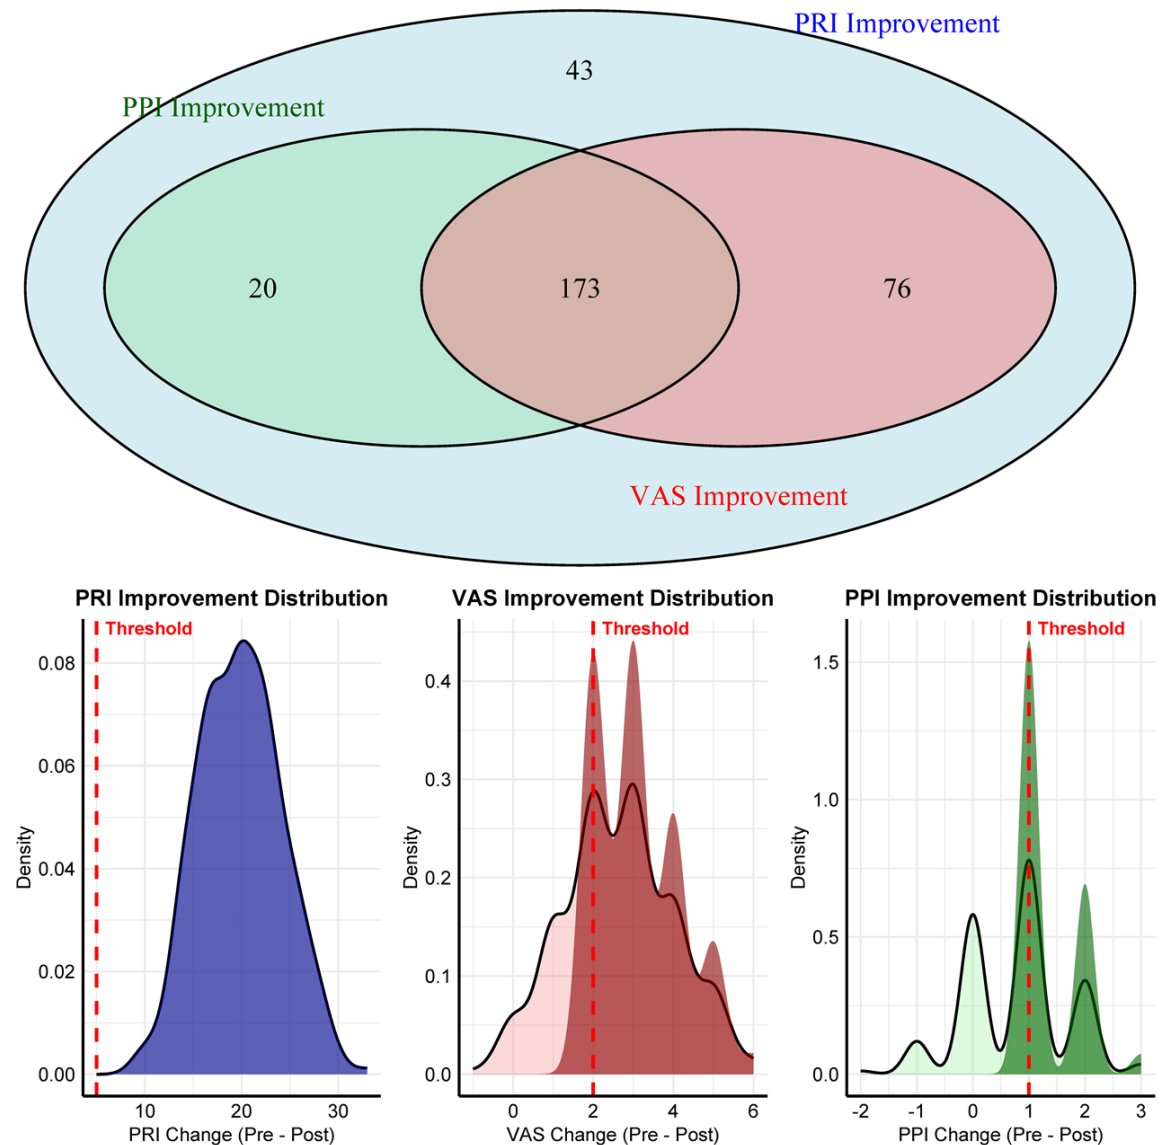 PRI Improvement
43
PPI Improvement
20
173
76
VAS Improvement
PRI Improvement Distribution
Threshold
0.08
0.06
0.04
0.02
0.00
Density
10
20
30
PRI Change (Pre - Post)
VAS Improvement Distribution
Threshold
0.4
0.3
0.2
0.1
0.0
Density
0
2
4
6
VAS Change (Pre - Post)
PPI Improvement Distribution
Threshold
1.5
1.0
0.5
0.0
Density
-2
-1
0
1
2
3
PPI Change (Pre - Post)